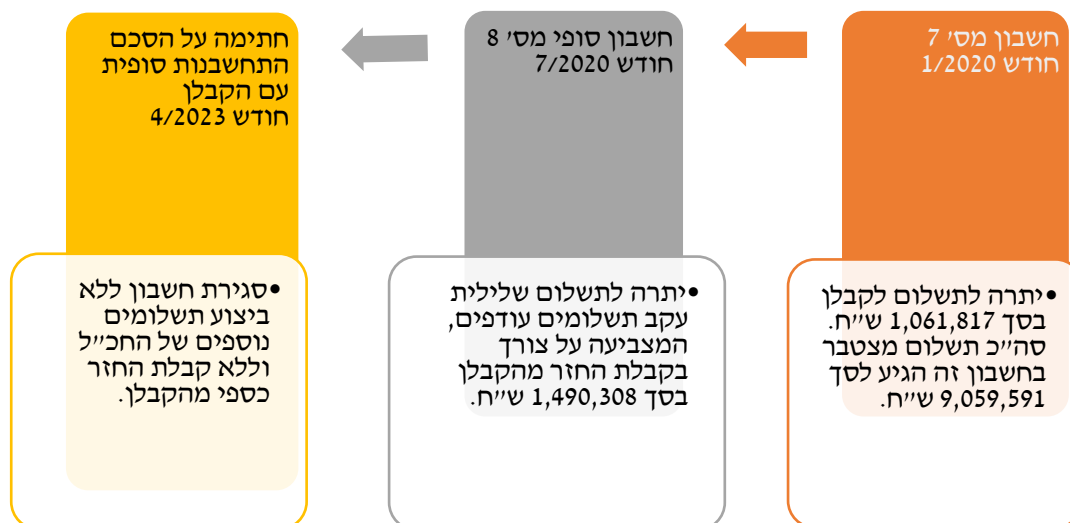 חשבון מס׳ 7
חודש 1/2020
•יתרה לתשלום לקבלן
בסך 1,061,817 ש״ח.
סה״כ תשלום מצטבר
בחשבון זה הגיע לסך
9,059,591 ש״ח.
חשבון סופי מס׳ 8
חודש 7/2020
•יתרה לתשלום שלילית
עקב תשלומים עודפים,
המצביעה על צורך
בקבלת החזר מהקבלן
בסך 1,490,308 ש״ח.
חתימה על הסכם
התחשבנות סופית
עם הקבלן
חודש 4/2023
•סגירת חשבון ללא
ביצוע תשלומים
נוספים של החכ״ל
וללא קבלת החזר
כספי מהקבלן.